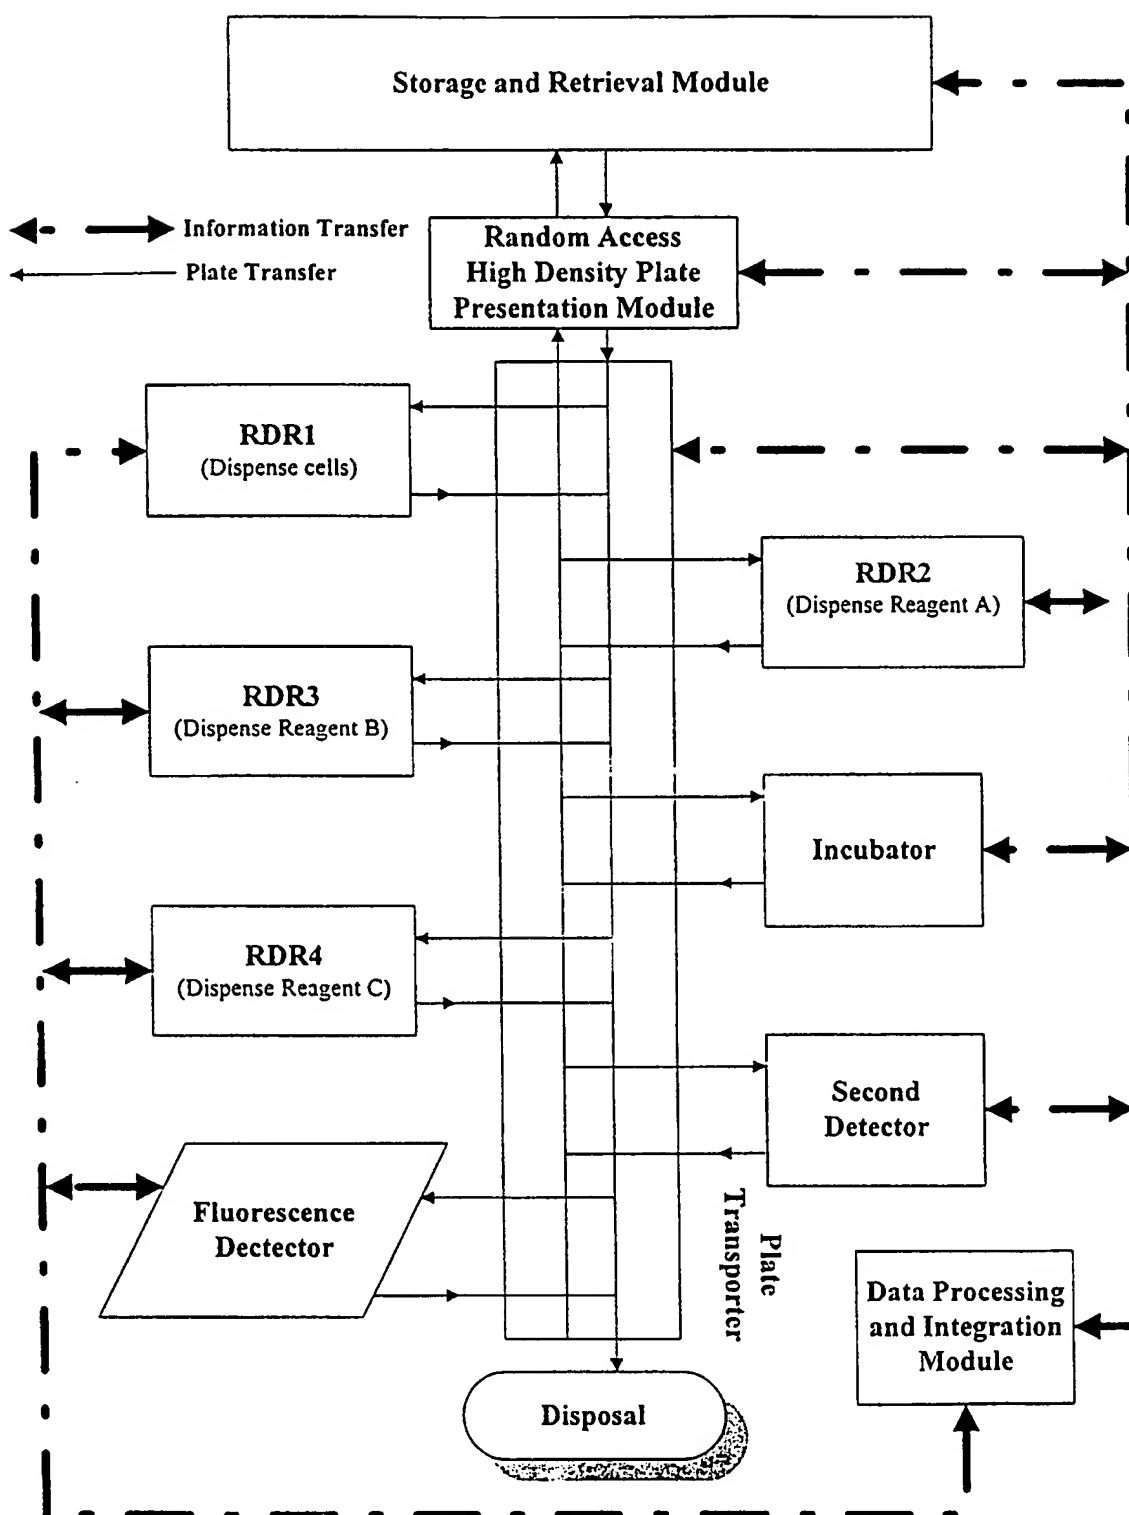 Storage and Retrieval Module
Information Transfer
Plate Transfer
Random Access
High Density Plate
Presentation Module
RDR1
(Dispense cells)
RDR2
(Dispense Reagent A)
RDR3
(Dispense Reagent B)
Incubator
RDR4
(Dispense Reagent C)
Second
Detector
Fluorescence
Dectector
Plate
Transporter
Data Processing
and Integration
Module
Disposal